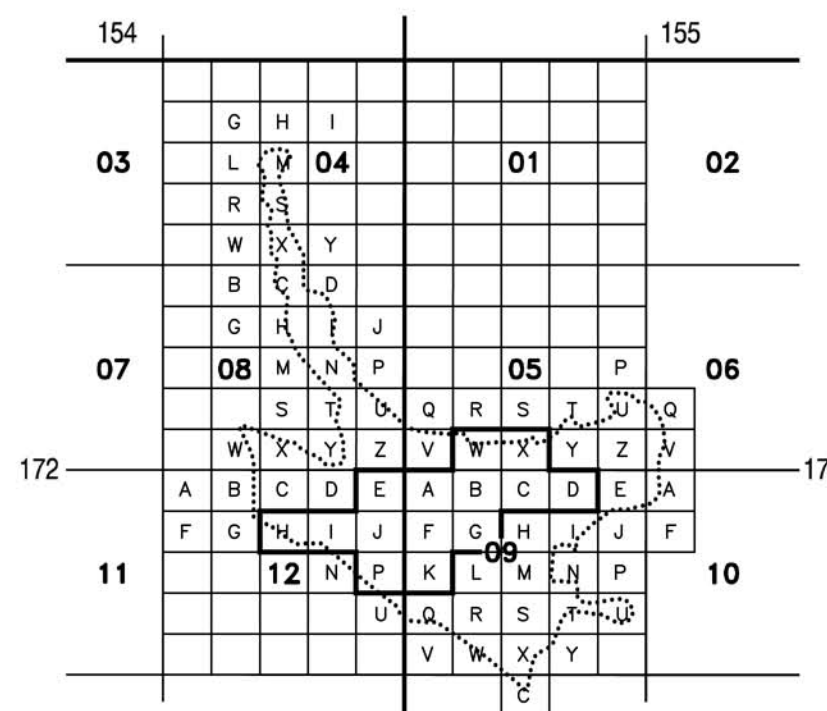 154 155
G H I
03 L M 04 01 02
R S
W X Y
B C D
G H I J
07 08 M N P 05 P 06
S T U Q R S T U Q
W X Y Z V W X Y Z V
172 17
A B C D E A B C D E A
F G H I J F G H I J F
09
11 12 N P K L M N P 10
U Q R S T U
V W X Y
C